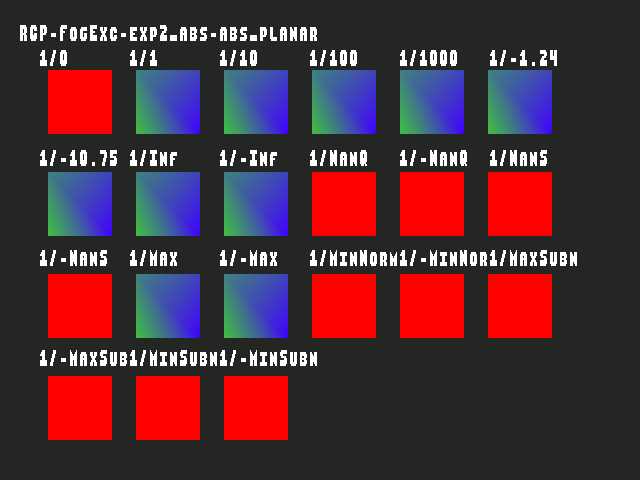 RCP-FogExc-exp2_abs-abs_planar
1/0 1/1 1/10 1/100 1/1000 1/-1.24
1/-10.75 1/Inf 1/-Inf 1/NanQ 1/-NanQ 1/NanS
1/-NanS 1/Max 1/-Max 1/MinNorm1/-MinNor1/MaxSubN
1/-MaxSub1/MinSubN1/-MinSubN